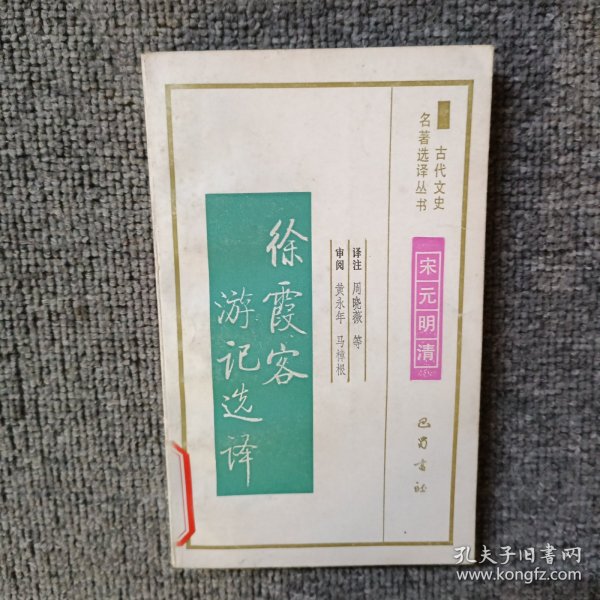 古代文史
名著选译丛书
宋元明清
译注 周晓薇 等
审阅 黄永年 马樟根
徐霞客
游记选译
巴蜀书社
孔夫子旧书网
www.kongfz.com